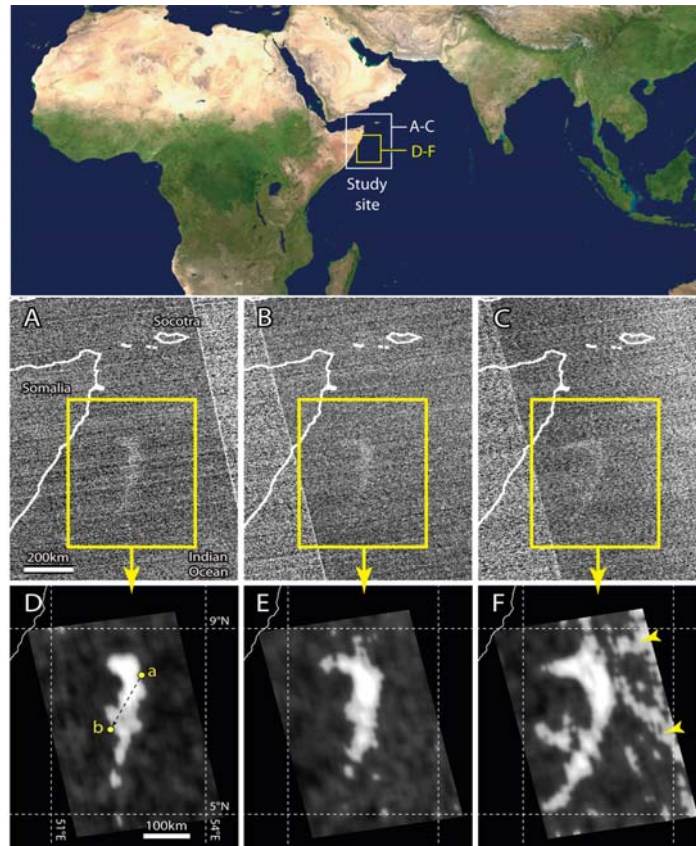 A-C
D-F
Study
site
A
Socotra
Somalia
200km
Indian
Ocean
B
C
D
a
b
51°E
100km
54°E
E
F
9°N
5°N